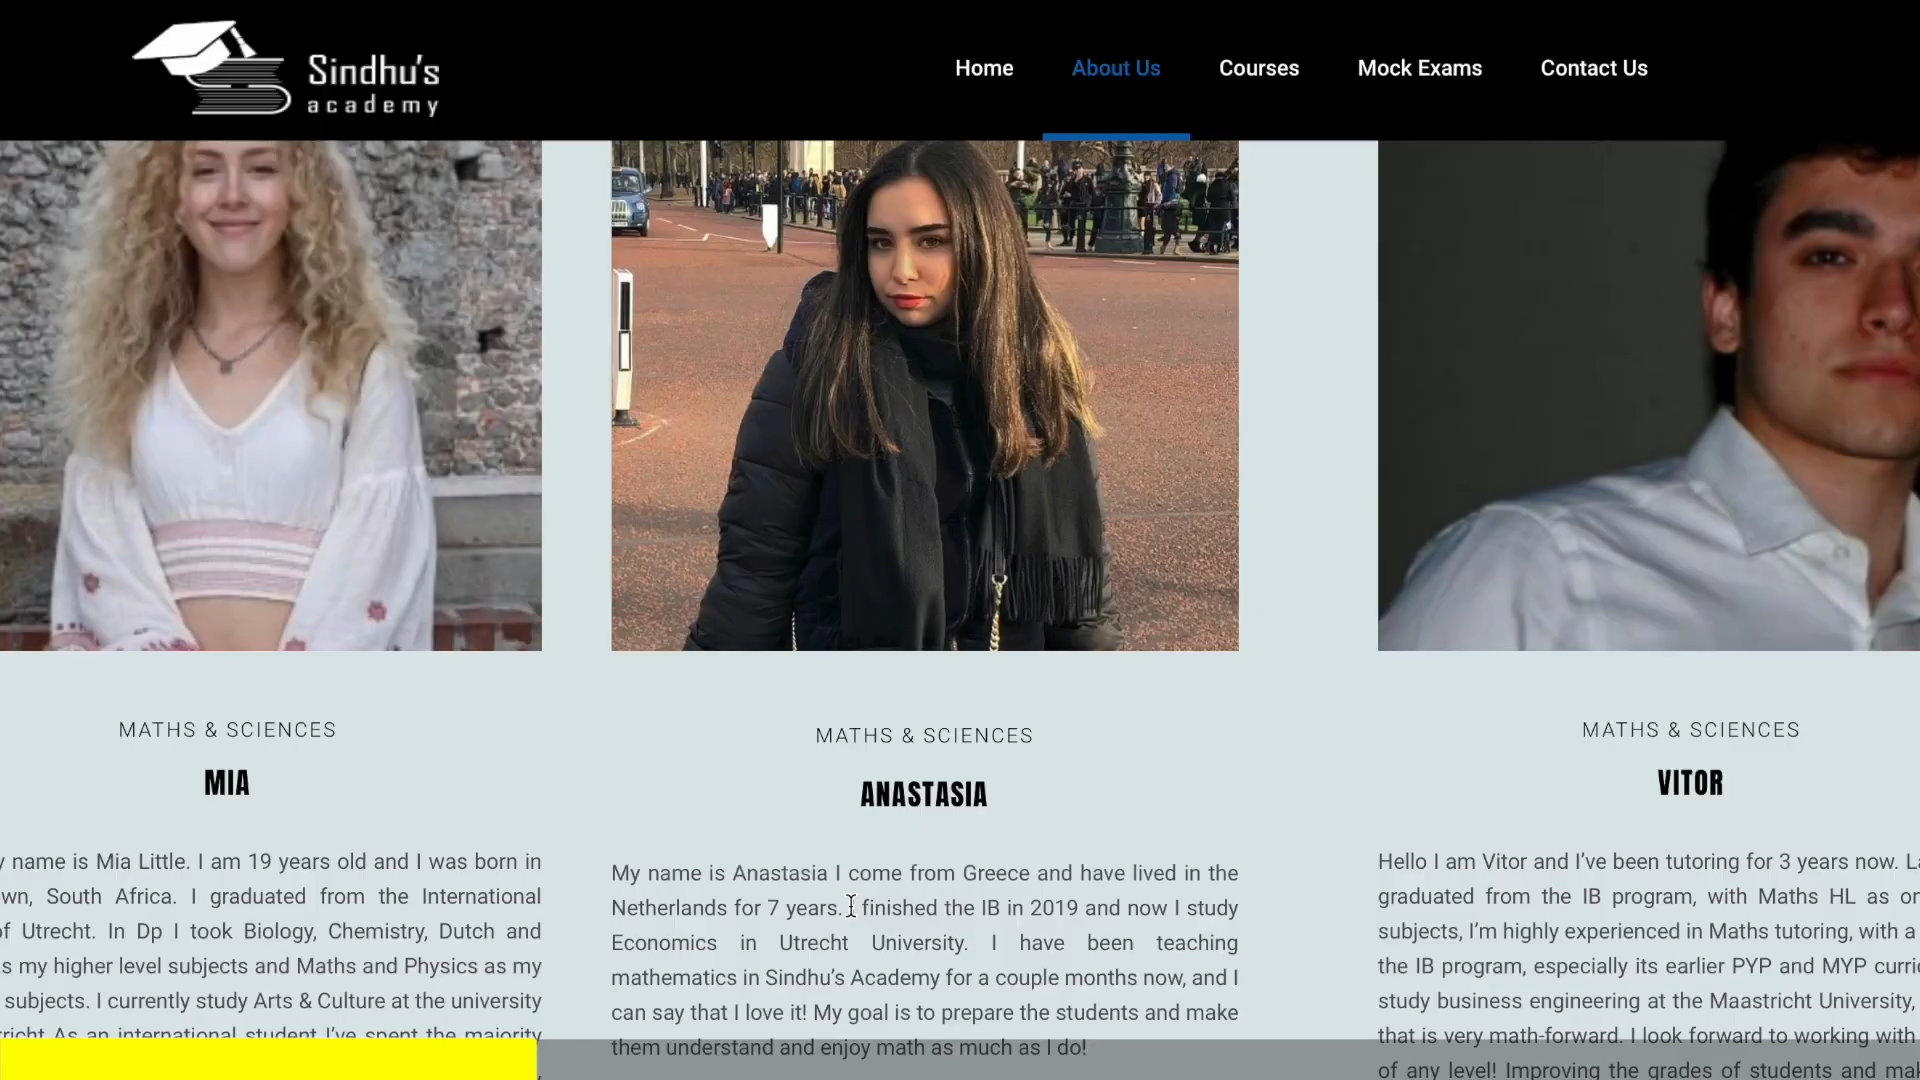 Sindhu's
academy
Home
About Us
Courses
Mock Exams
Contact Us
MATHS & SCIENCES
MIA
name is Mia Little. I am 19 years old and I was born in
South Africa. I graduated from the International
Utrecht. In Dp I took Biology, Chemistry, Dutch and
my higher level subjects and Maths and Physics as my
subjects. I currently study Arts & Culture at the university
As an international student I've spent the majority
MATHS & SCIENCES
ANASTASIA
My name is Anastasia I come from Greece and have lived in the
Netherlands for 7 years. I finished the IB in 2019 and now I study
Economics in Utrecht University. I have been teaching
mathematics in Sindhu's Academy for a couple months now, and I
can say that I love it! My goal is to prepare the students and make
them understand and enjoy math as much as I do!
MATHS & SCIENCES
VITOR
Hello I am Vitor and I've been tutoring for 3 years now.
graduated from the IB program, with Maths HL as
subjects, I'm highly experienced in Maths tutoring, with a
the IB program, especially its earlier PYP and MYP
study business engineering at the Maastricht University,
that is very math-forward. I look forward to working with
of any level! Improving the grades of students and